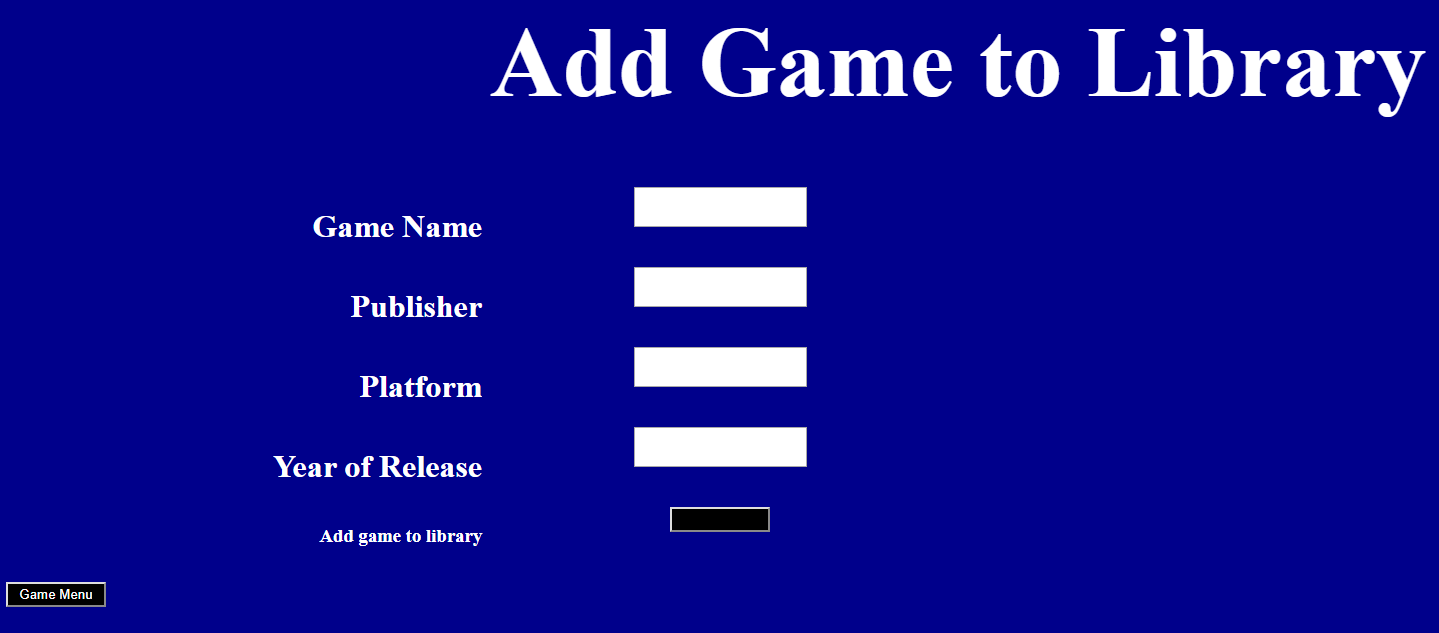 Add Game to Library
Game Name
Publisher
Platform
Year of Release
Add game to library
Game Menu